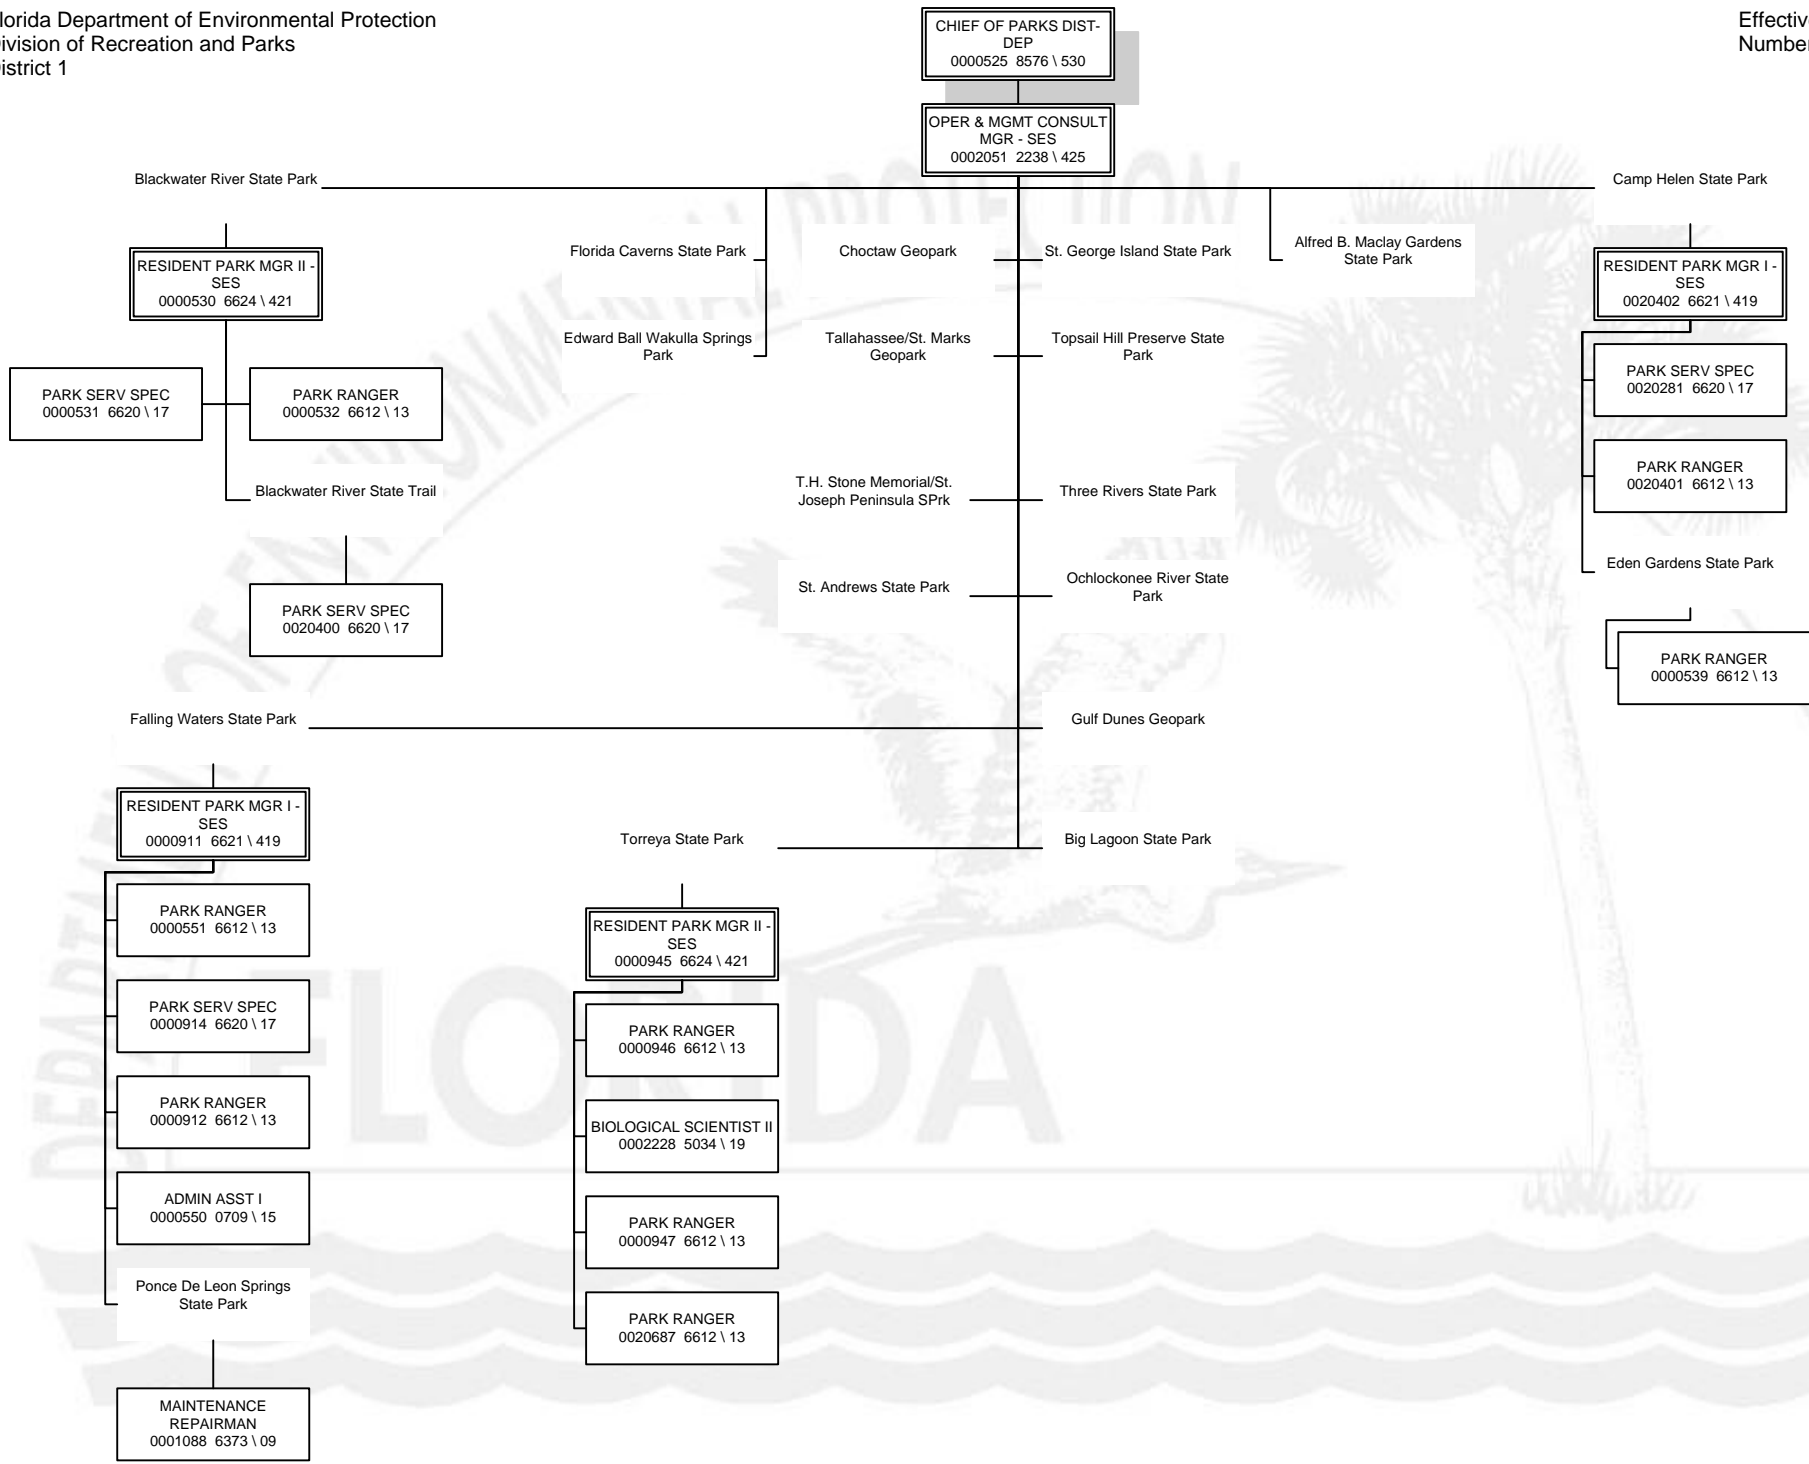 lorida Department of Environmental Protection
ivision of Recreation and Parks
istrict 1
Effectiv
Number
CHIEF OF PARKS DIST-
DEP
0000525 8576 \ 530
OPER & MGMT CONSULT
MGR - SES
0002051 2238 \ 425
Blackwater River State Park
RESIDENT PARK MGR II -
SES
0000530 6624 \ 421
PARK SERV SPEC
0000531 6620 \ 17
PARK RANGER
0000532 6612 \ 13
Blackwater River State Trail
PARK SERV SPEC
0020400 6620 \ 17
Florida Caverns State Park
Edward Ball Wakulla Springs
Park
Choctaw Geopark
Tallahassee/St. Marks
Geopark
T.H. Stone Memorial/St.
Joseph Peninsula SPrk
St. Andrews State Park
St. George Island State Park
Topsail Hill Preserve State
Park
Three Rivers State Park
Ochlockonee River State
Park
Alfred B. Maclay Gardens
State Park
Camp Helen State Park
RESIDENT PARK MGR I -
SES
0020402 6621 \ 419
PARK SERV SPEC
0020281 6620 \ 17
PARK RANGER
0020401 6612 \ 13
Eden Gardens State Park
PARK RANGER
0000539 6612 \ 13
Falling Waters State Park
RESIDENT PARK MGR I -
SES
0000911 6621 \ 419
PARK RANGER
0000551 6612 \ 13
PARK SERV SPEC
0000914 6620 \ 17
PARK RANGER
0000912 6612 \ 13
ADMIN ASST I
0000550 0709 \ 15
Ponce De Leon Springs
State Park
MAINTENANCE
REPAIRMAN
0001088 6373 \ 09
Gulf Dunes Geopark
Torreya State Park
RESIDENT PARK MGR II -
SES
0000945 6624 \ 421
PARK RANGER
0000946 6612 \ 13
BIOLOGICAL SCIENTIST II
0002228 5034 \ 19
PARK RANGER
0000947 6612 \ 13
PARK RANGER
0020687 6612 \ 13
Big Lagoon State Park
DEPARTMENT OF ENVIRONMENTAL PROTECTION
FLORIDA